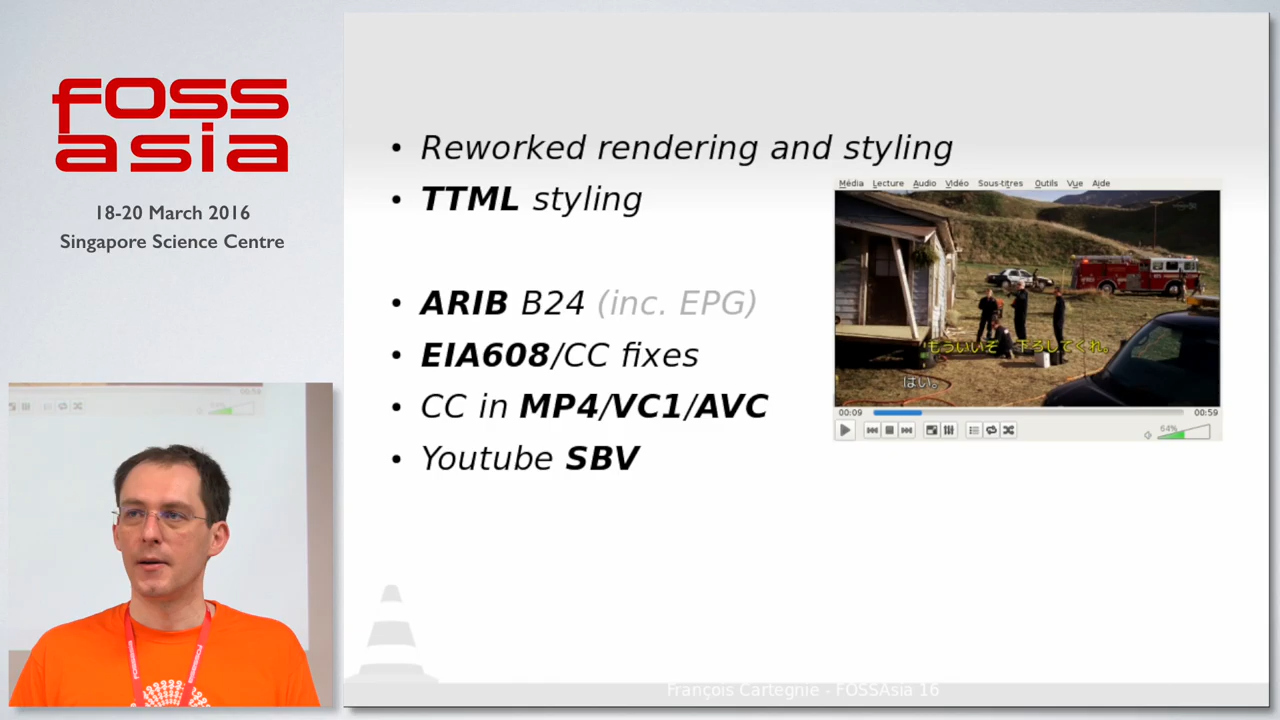 foss
asia
18-20 March 2016
Singapore Science Centre
• Reworked rendering and styling
• TTML styling
• ARIB B24 (inc. EPG)
• EIA608/CC fixes
• CC in MP4/VC1/AVC
• Youtube SBV
Média Lecture Audio Vidéo Sous-titres Outils Vue Aide
もういいぞ 下ろしてくれ。
はい。
00:09 00:59
64%
00:59
François Cartegnie - FOSSAsia 16